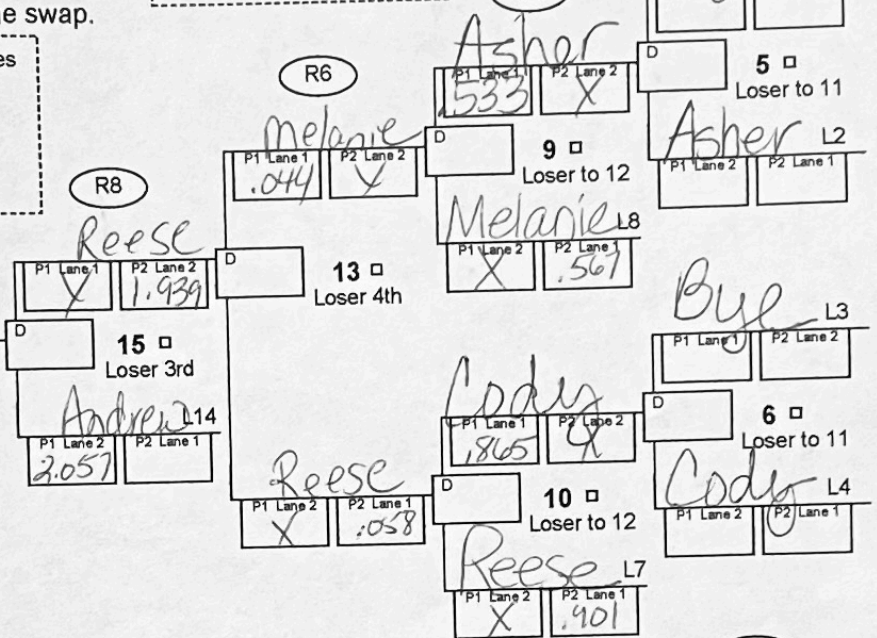 e swap.
es
Asher
P1 Lane 1 P2 Lane 2
.533 X
D
9
Loser to 12
Melanie L8
P1 Lane 2 P2 Lane 1
X .567
D
5
Loser to 11
Asher L2
P1 Lane 2 P2 Lane 1
R6
Melanie
P1 Lane 1 P2 Lane 2
.044 X
D
13
Loser 4th
Reese
P1 Lane 2 P2 Lane 1
X .058
R8
Reese
P1 Lane 1 P2 Lane 2
X 1.939
D
15
Loser 3rd
Andrew L14
P1 Lane 2 P2 Lane 1
2.057
Bye L3
P1 Lane 1 P2 Lane 2
D
6
Loser to 11
Cody L4
P1 Lane 2 P2 Lane 1
Cody
P1 Lane 1 P2 Lane 2
.865 X
D
10
Loser to 12
Reese L7
P1 Lane 2 P2 Lane 1
X .901